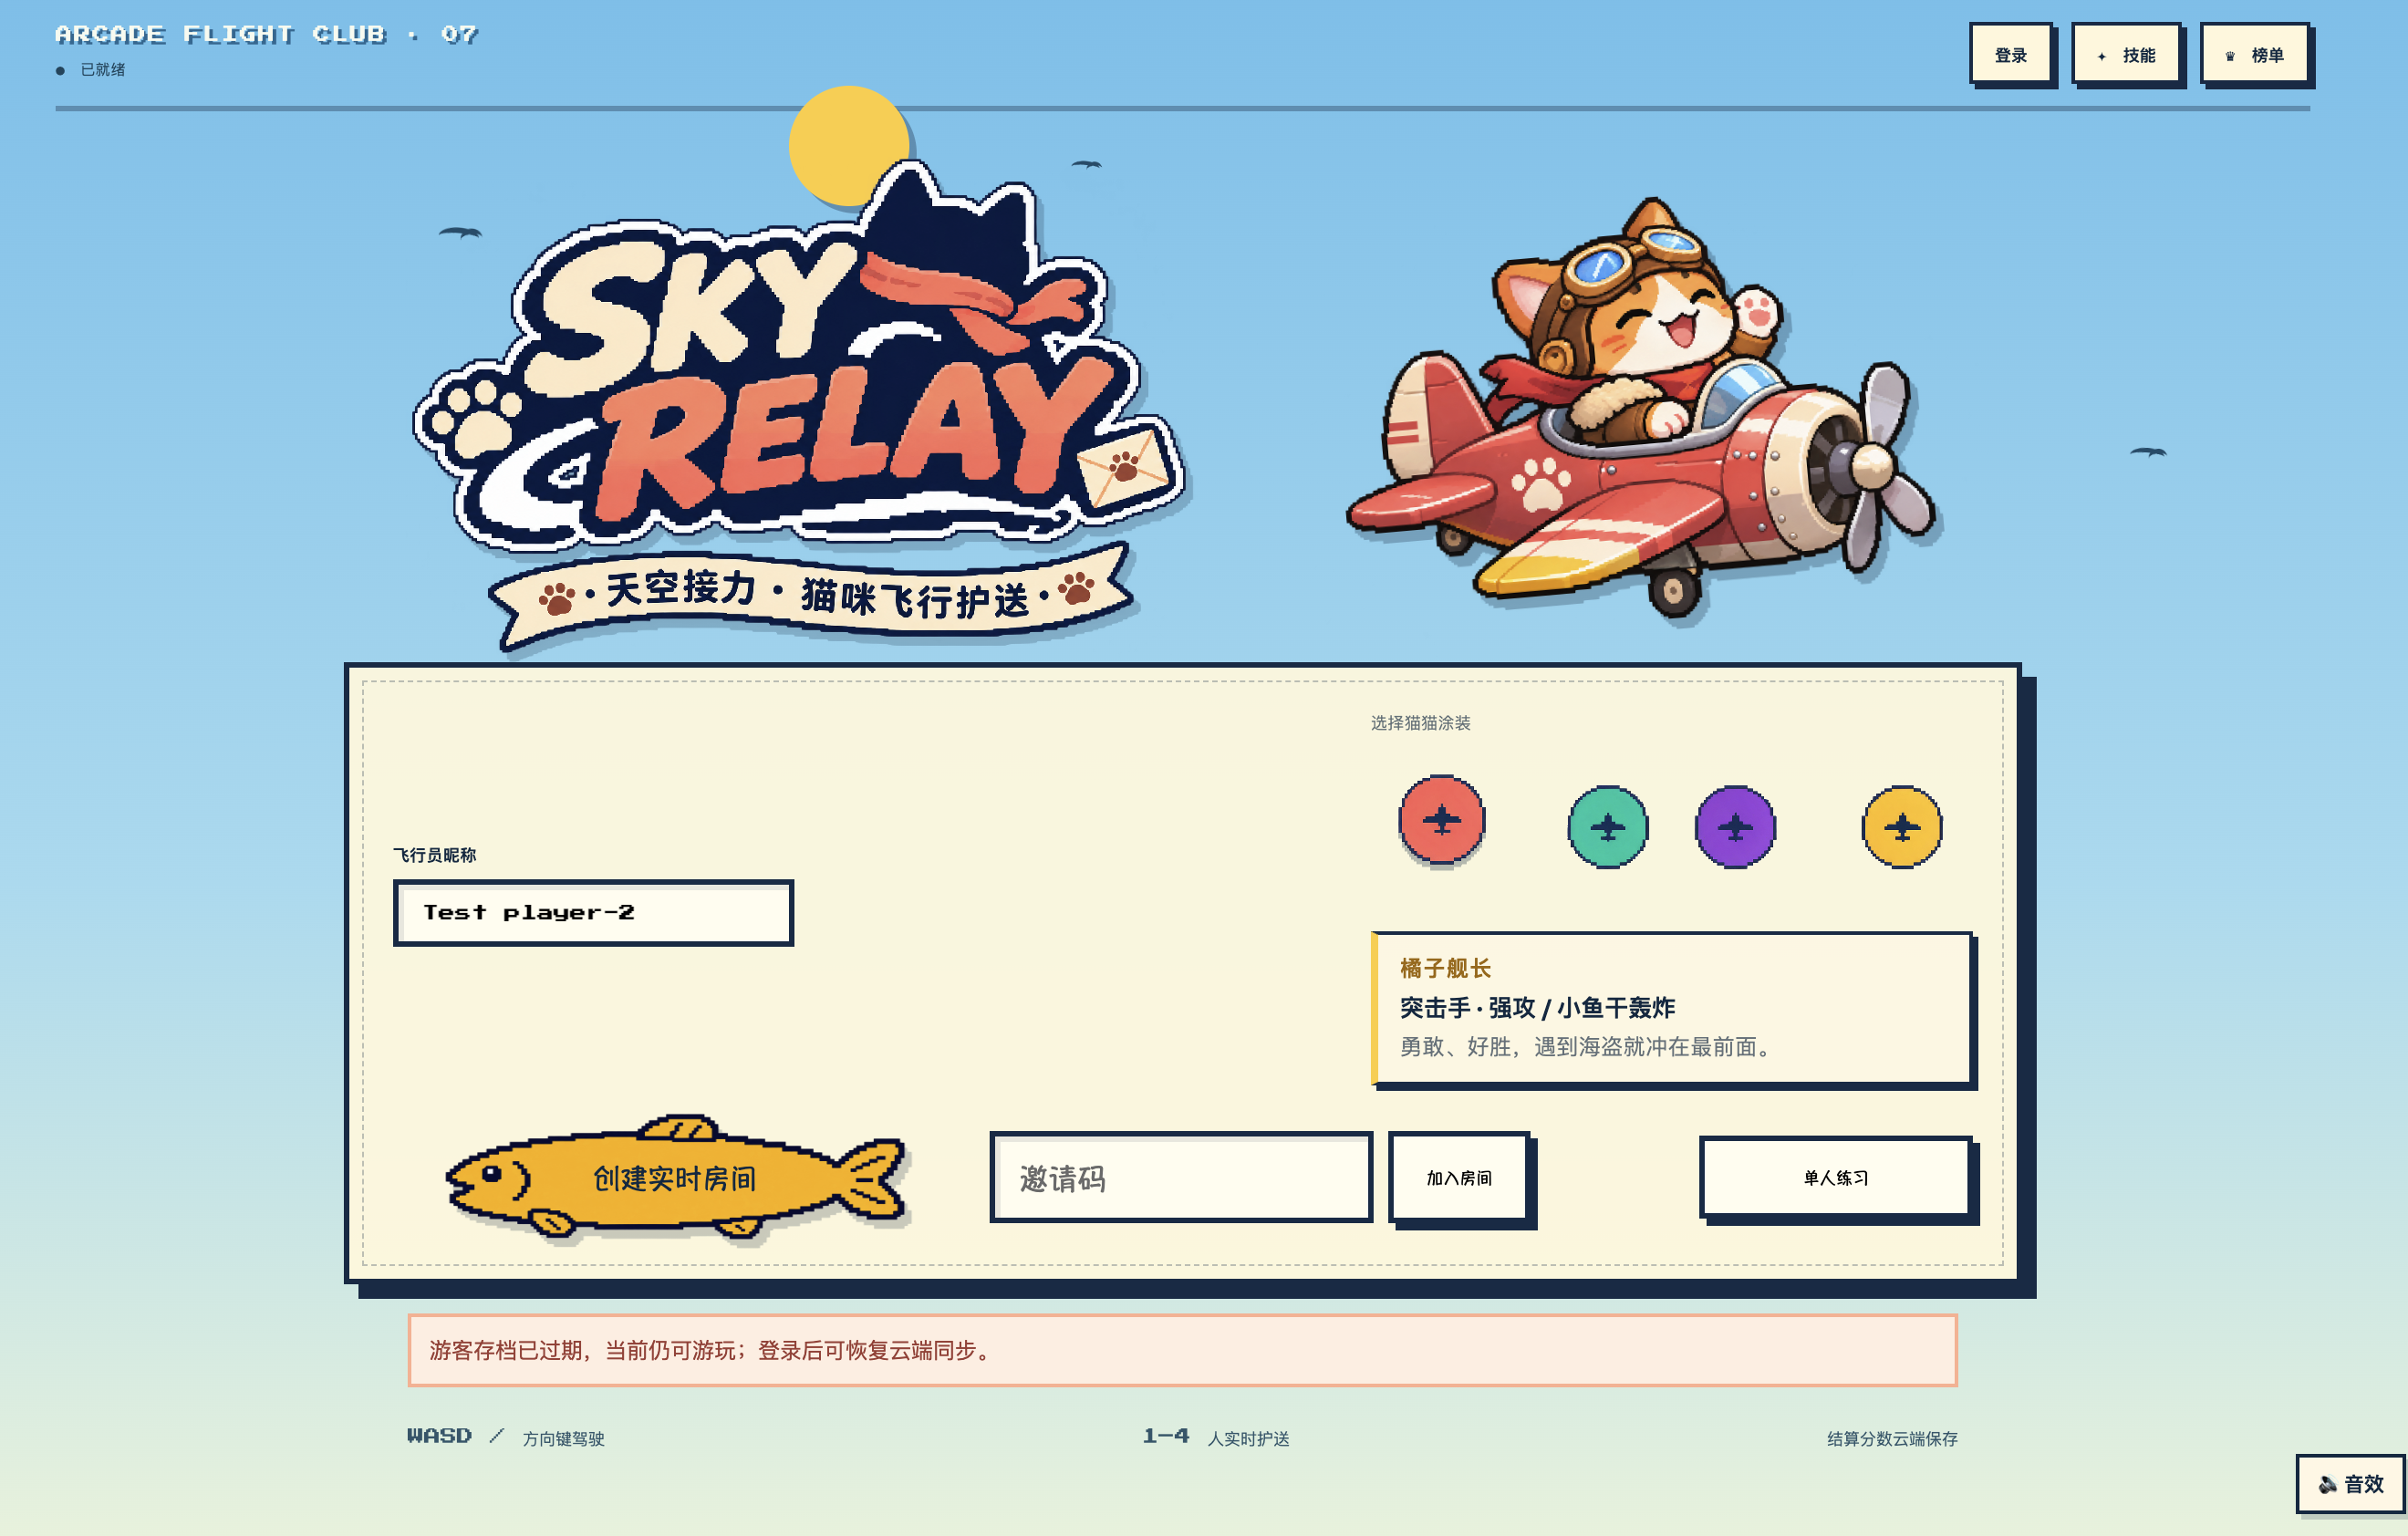 ARCADE FLIGHT CLUB · 07
● 已就绪
登录
✦ 技能
♛ 榜单
SKY
RELAY
· 天空接力 · 猫咪飞行护送 ·
选择猫猫涂装
飞行员昵称
Test player-2
橘子舰长
突击手 · 强攻 / 小鱼干轰炸
勇敢、好胜，遇到海盗就冲在最前面。
创建实时房间
邀请码
加入房间
单人练习
游客存档已过期，当前仍可游玩；登录后可恢复云端同步。
WASD / 方向键驾驶
1—4 人实时护送
结算分数云端保存
🔊 音效